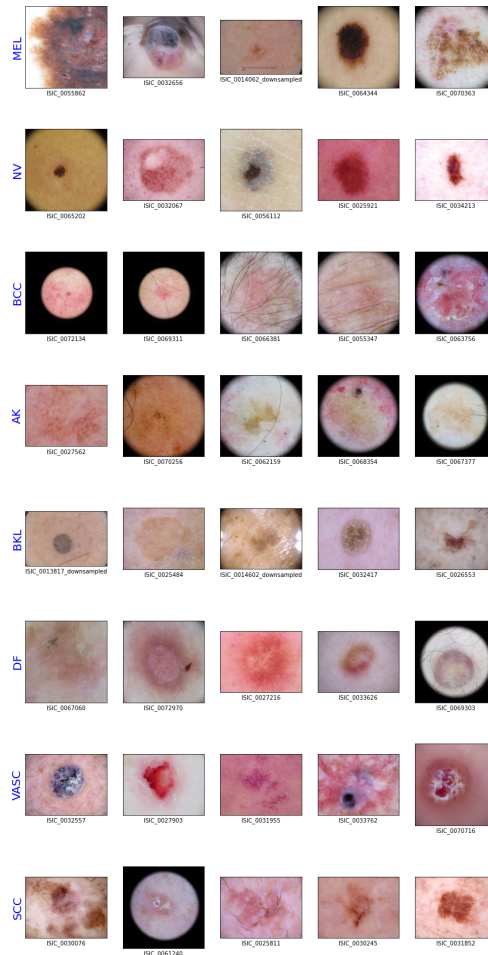 MEL
ISIC_0055862
ISIC_0032656
ISIC_0014062_downsampled
ISIC_0064344
ISIC_0070363
NV
ISIC_0065202
ISIC_0032067
ISIC_0056112
ISIC_0025921
ISIC_0034213
BCC
ISIC_0072134
ISIC_0069311
ISIC_0066381
ISIC_0055347
ISIC_0063756
AK
ISIC_0027562
ISIC_0070256
ISIC_0062159
ISIC_0068354
ISIC_0067377
BKL
ISIC_0013817_downsampled
ISIC_0025484
ISIC_0014602_downsampled
ISIC_0032417
ISIC_0026553
DF
ISIC_0067060
ISIC_0072970
ISIC_0027216
ISIC_0033626
ISIC_0069303
VASC
ISIC_0032557
ISIC_0027903
ISIC_0031955
ISIC_0033762
ISIC_0070716
SCC
ISIC_0030076
ISIC_0061240
ISIC_0025811
ISIC_0030245
ISIC_0031852